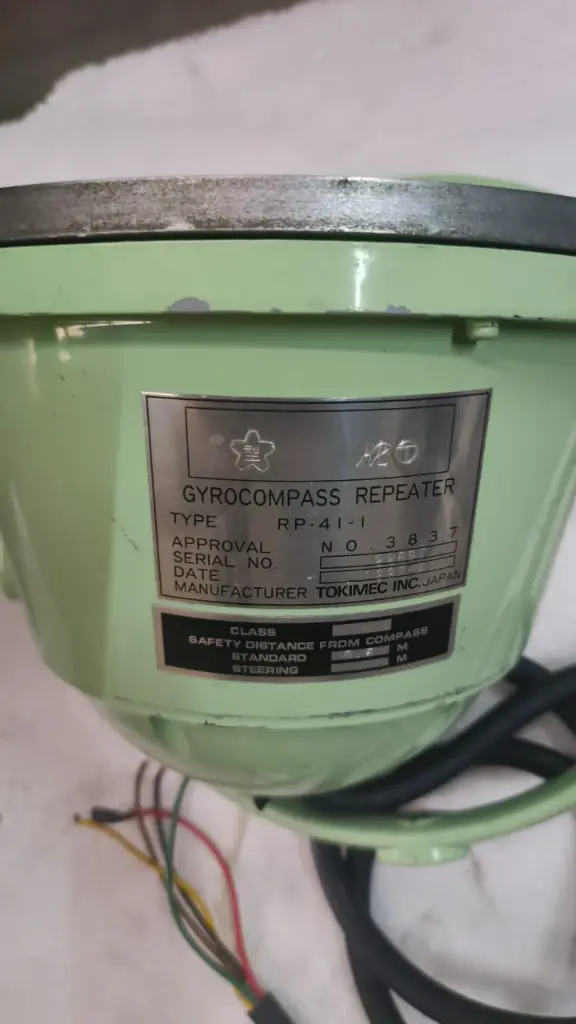 型
GYROCOMPASS REPEATER
TYPE RP-41-1
APPROVAL NO.3837
SERIAL NO.
DATE
MANUFACTURER TOKIMEC INC. JAPAN
CLASS
SAFETY DISTANCE FROM COMPASS
STANDARD M
STEERING M